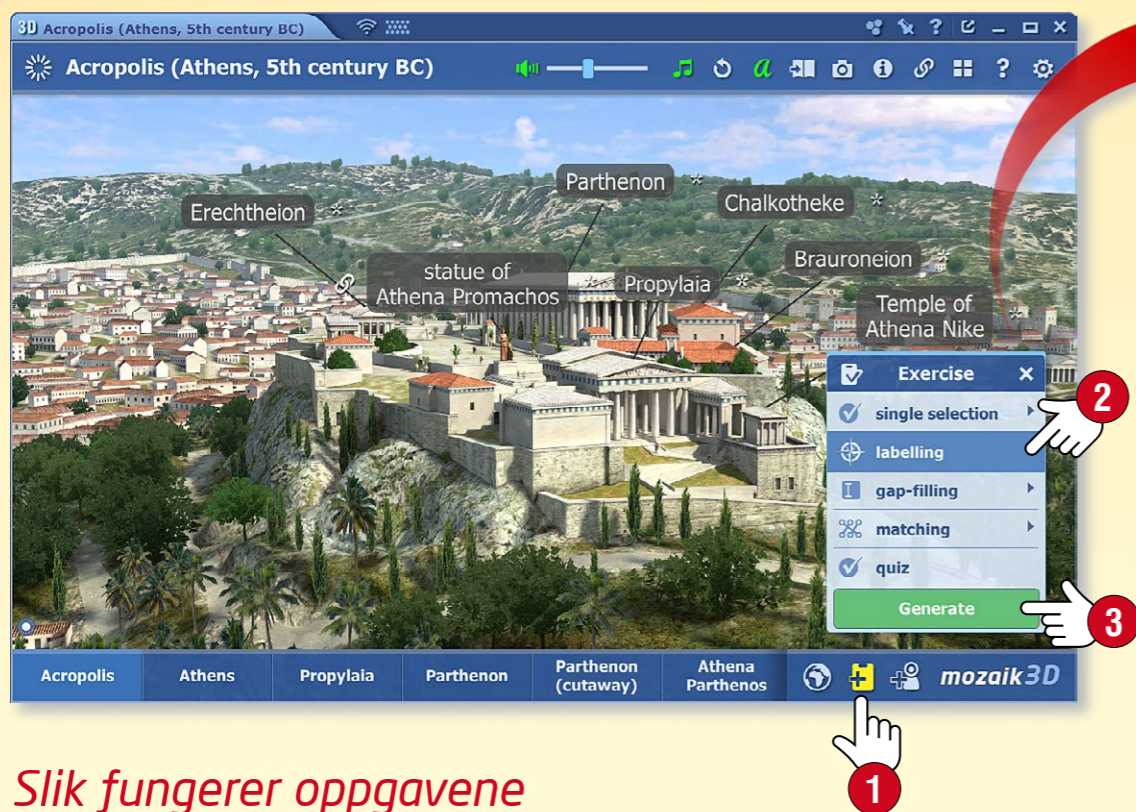 3D Acropolis (Athens, 5th century BC)
?
Acropolis (Athens, 5th century BC)
a
?
Parthenon
Erechtheion
Chalkotheke
statue of
Athena Promachos
Propylaia
Brauroneion
Temple of
Athena Nike
Exercise
single selection
labelling
gap-filling
matching
quiz
Generate
2
3
Acropolis
Athens
Propylaia
Parthenon
Parthenon
(cutaway)
Athena
Parthenos
mozaik3D
1
Slik fungerer oppgavene